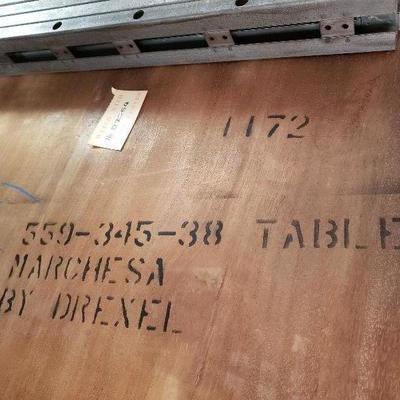 1172
559-345-38 TABLE
MARCHESA
BY DREXEL